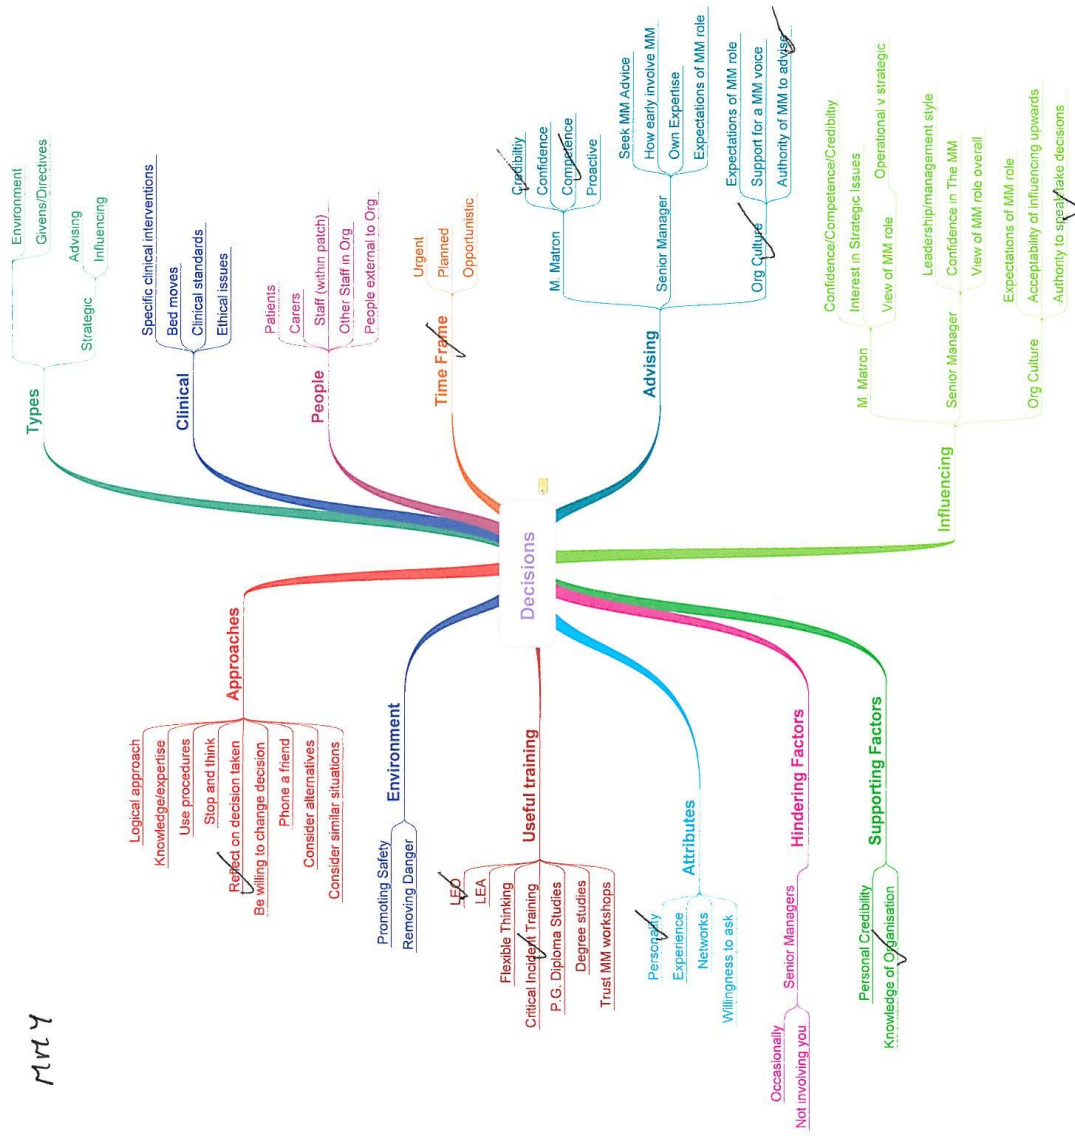 MM4
Decisions
Types
Environment
Givens/Directives
Strategic
Advising
Influencing
Clinical
Specific clinical interventions
Bed moves
Clinical standards
Ethical issues
People
Patients
Carers
Staff (within patch)
Other Staff in Org
People external to Org
Time Frame
Urgent
Planned
Opportunistic
Advising
M. Matron
Credibiltiy
Confidence
Competence
Proactive
Senior Manager
Seek MM Advice
How early involve MM
Own Expertise
Expectations of MM role
Org Culture
Expectations of MM role
Support for a MM voice
Authority of MM to advise
Influencing
M. Matron
Confidence/Competence/Credibiltiy
Interest in Strategic Issues
View of MM role
Operational v strategic
Senior Manager
Leadership/management style
Confidence in The MM
View of MM role overall
Org Culture
Expectations of MM role
Acceptability of influencing upwards
Authority to speak/take decisions
Approaches
Logical approach
Knowledge/expertise
Use procedures
Stop and think
Reflect on decision taken
Be willing to change decision
Phone a friend
Consider alternatives
Consider similar situations
Environment
Promoting Safety
Removing Danger
Useful training
LEO
LEA
Flexible Thinking
Critical Incident Training
P.G. Diploma Studies
Degree studies
Trust MM workshops
Attributes
Personality
Experience
Networks
Willingness to ask
Hindering Factors
Senior Managers
Occasionally
Not involving you
Supporting Factors
Personal Credibility
Knowledge of Organisation